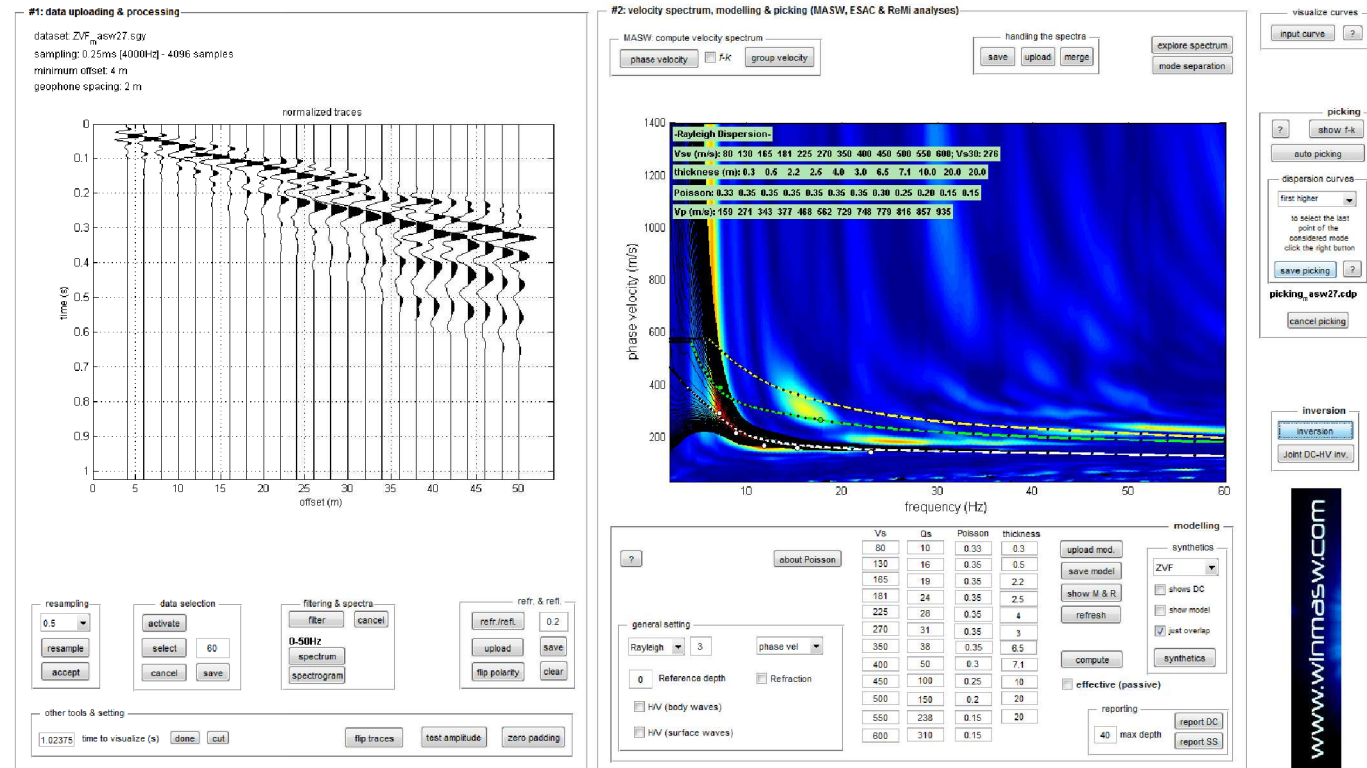 #1: data uploading & processing
dataset: ZVF_masw27.sgy
sampling: 0.25ms [4000Hz] - 4096 samples
minimum offset: 4 m
geophone spacing: 2 m
normalized traces
0
0.1
0.2
0.3
0.4
0.5
0.6
0.7
0.8
0.9
1
time (s)
0 5 10 15 20 25 30 35 40 45 50
offset (m)
resampling
0.5
resample
accept
data selection
activate
select 60
cancel save
filtering & spectra
filter cancel
0-50Hz
spectrum
spectrogram
refr. & refl.
refr./refl. 0.2
upload save
flip polarity clear
other tools & setting
1.02375 time to visualize (s) done cut flip traces test amplitude zero padding
#2: velocity spectrum, modelling & picking (MASW, ESAC & ReMi analyses)
MASW: compute velocity spectrum
phase velocity f-k group velocity
handling the spectra
save upload merge
explore spectrum
mode separation
-Rayleigh Dispersion-
Vsv (m/s): 80 130 165 181 225 270 350 400 450 500 550 600; Vs30: 276
thickness (m): 0.3 0.5 2.2 2.5 4.0 3.0 6.5 7.1 10.0 20.0 20.0
Poisson: 0.33 0.35 0.35 0.35 0.35 0.35 0.35 0.30 0.25 0.20 0.15 0.15
Vp (m/s): 159 271 343 377 468 562 729 748 779 816 857 935
1400
1200
1000
800
600
400
200
phase velocity (m/s)
10 20 30 40 50 60
frequency (Hz)
modelling
? about Poisson
general setting
Rayleigh 3 phase vel
0 Reference depth Refraction
H/V (body waves)
H/V (surface waves)
Vs Qs Poisson thickness
80 10 0.33 0.3
130 16 0.35 0.5
165 19 0.35 2.2
181 24 0.35 2.5
225 28 0.35 4
270 31 0.35 3
350 38 0.35 6.5
400 50 0.3 7.1
450 100 0.25 10
500 150 0.2 20
550 238 0.15 20
600 310 0.15
upload mod.
save model
show M & R
refresh
compute
effective (passive)
synthetics
ZVF
shows DC
show model
just overlap
synthetics
reporting
40 max depth
report DC
report SS
visualize curves
input curve ?
picking
? show f-k
auto picking
dispersion curves
first higher
to select the last
point of the
considered mode
click the right button
save picking ?
picking_masw27.cdp
cancel picking
inversion
inversion
Joint DC-HV inv.
www.winmasw.com